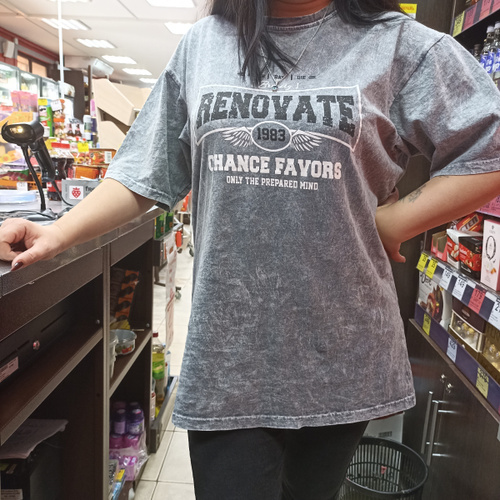 RENOVATE
1983
CHANCE FAVORS
ONLY THE PREPARED MIND